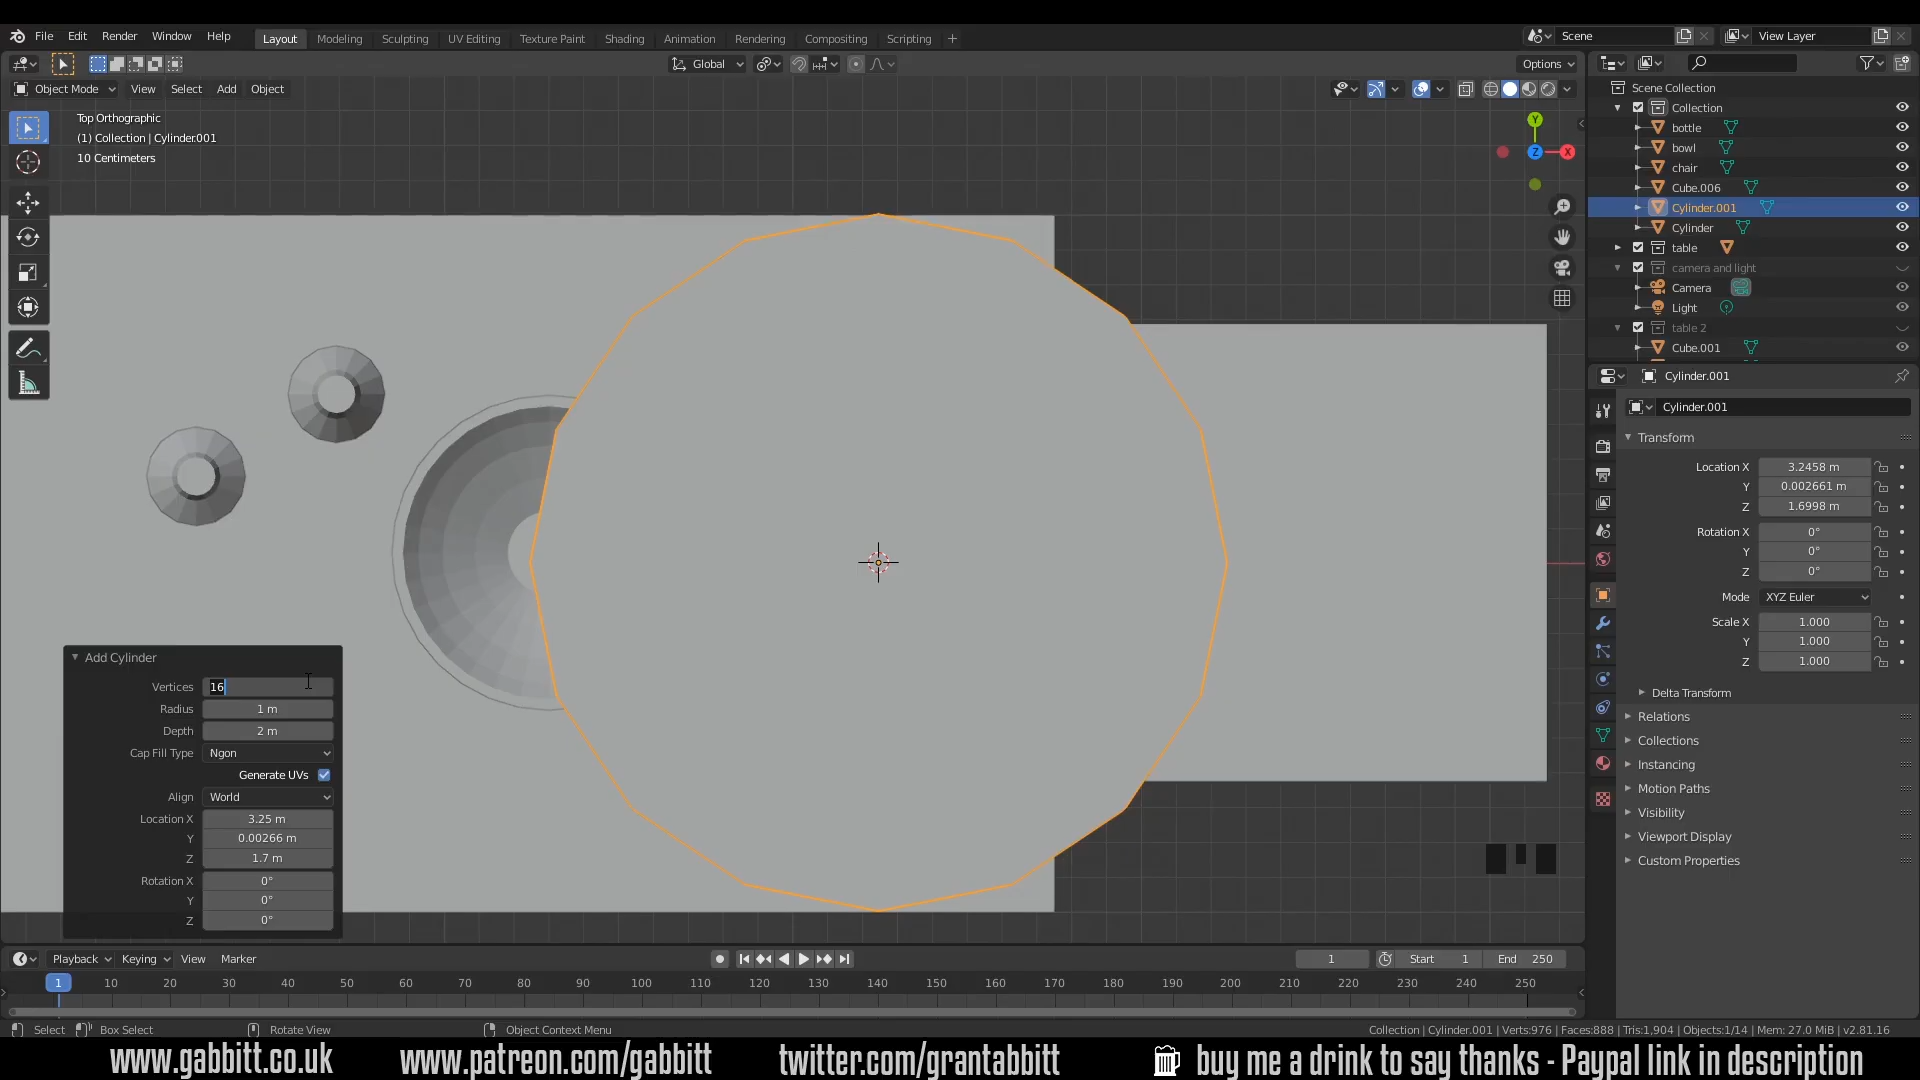 File Edit Render Window Help Layout Modeling Sculpting UV Editing Texture Paint Shading Animation Rendering Compositing Scripting + Scene View Layer
Global Options
Object Mode View Select Add Object
Top Orthographic
(1) Collection | Cylinder.001
10 Centimeters
Y
Z
X
Scene Collection
Collection
bottle
bowl
chair
Cube.006
Cylinder.001
Cylinder
table
camera and light
Camera
Light
table 2
Cube.001
Cylinder.001
Cylinder.001
Transform
Location X 3.2458 m
Y 0.002661 m
Z 1.6998 m
Rotation X 0°
Y 0°
Z 0°
Mode XYZ Euler
Scale X 1.000
Y 1.000
Z 1.000
Delta Transform
Relations
Collections
Instancing
Motion Paths
Visibility
Viewport Display
Custom Properties
Add Cylinder
Vertices 16
Radius 1 m
Depth 2 m
Cap Fill Type Ngon
Generate UVs
Align World
Location X 3.25 m
Y 0.00266 m
Z 1.7 m
Rotation X 0°
Y 0°
Z 0°
Playback Keying View Marker 1 Start 1 End 250
1 10 20 30 40 50 60 70 80 90 100 110 120 130 140 150 160 170 180 190 200 210 220 230 240 250
Select Box Select Rotate View Object Context Menu Collection | Cylinder.001 | Verts:976 | Faces:888 | Tris:1,904 | Objects:1/14 | Mem: 27.0 MiB | v2.81.16
www.gabbitt.co.uk www.patreon.com/gabbitt twitter.com/grantabbitt buy me a drink to say thanks - Paypal link in description